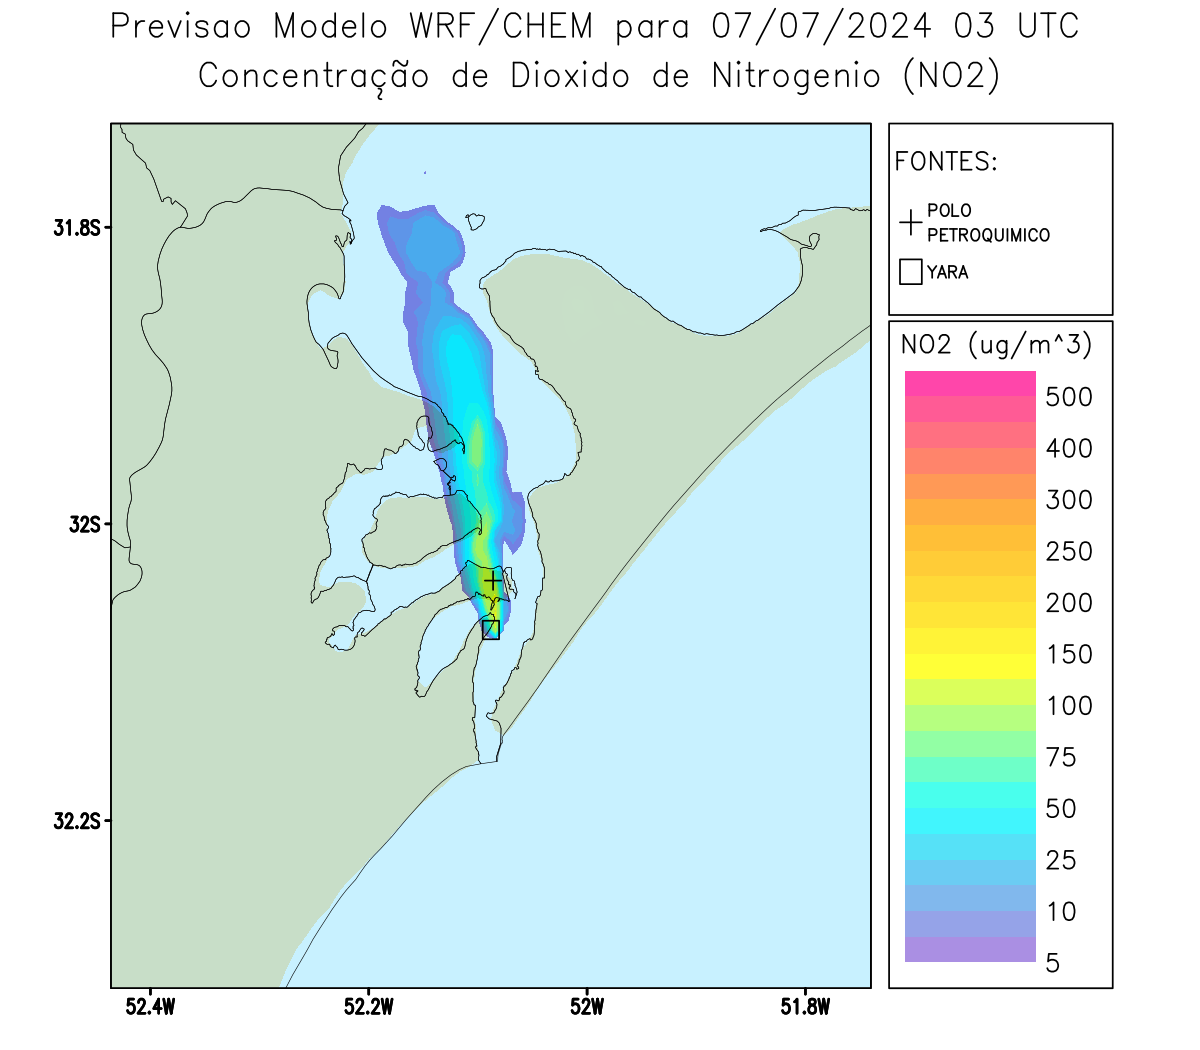 Previsao Modelo WRF/CHEM para 07/07/2024 03 UTC
Concentração de Dioxido de Nitrogenio (NO2)
FONTES:
POLO
PETROQUIMICO
YARA
31.8S
32S
32.2S
52.4W
52.2W
52W
51.8W
NO2 (ug/m^3)
500
400
300
250
200
150
100
75
50
25
10
5